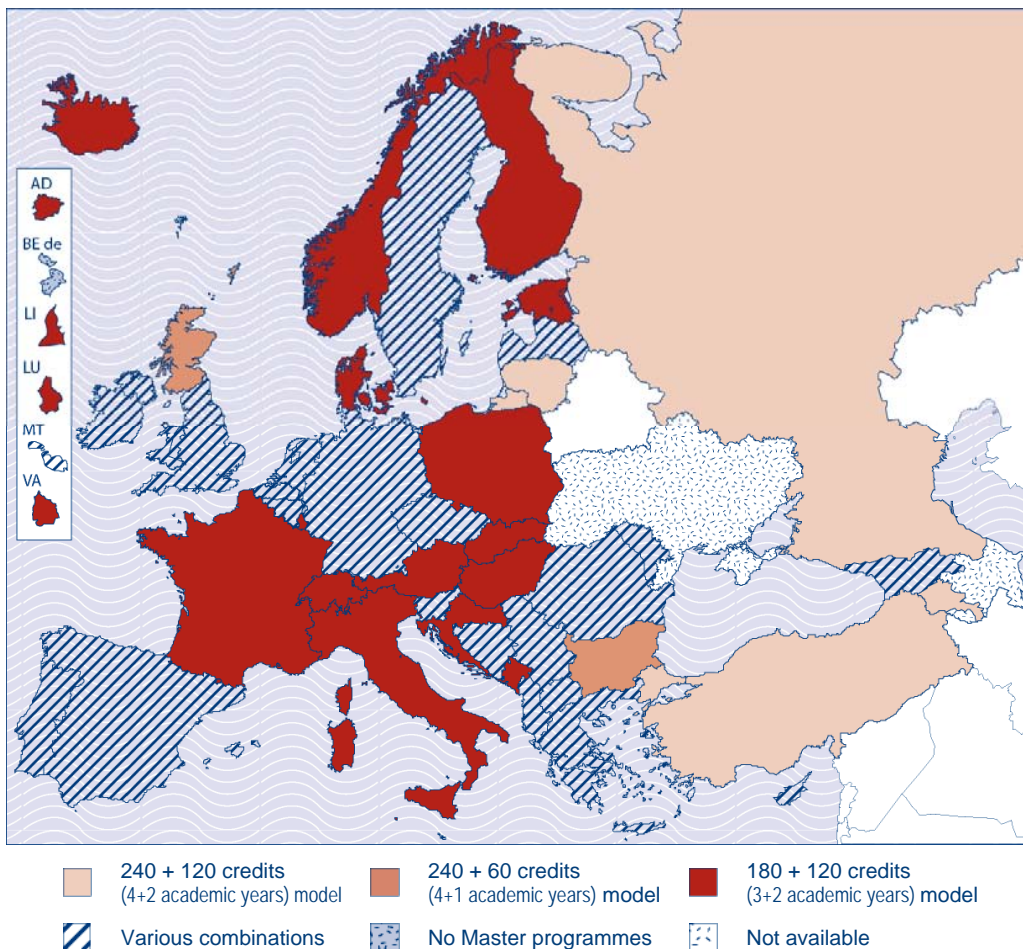 AD
BE de
LI
LU
MT
VA
240 + 120 credits
(4+2 academic years) model
240 + 60 credits
(4+1 academic years) model
180 + 120 credits
(3+2 academic years) model
Various combinations
No Master programmes
Not available